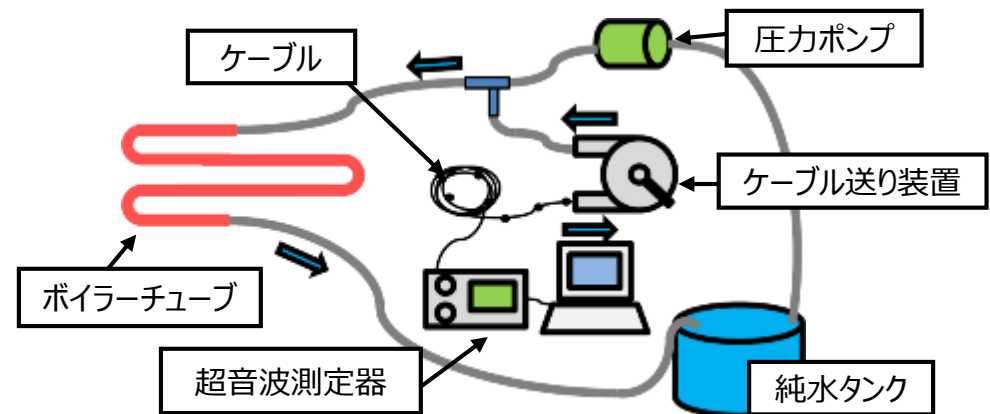 圧力ポンプ
ケーブル
ケーブル送り装置
ボイラーチューブ
超音波測定器
純水タンク